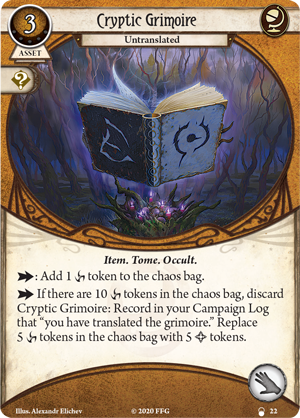 3
Cryptic Grimoire
Untranslated
ASSET
?
Item. Tome. Occult.
: Add 1 token to the chaos bag.
If there are 10 tokens in the chaos bag, discard
Cryptic Grimoire: Record in your Campaign Log
that “you have translated the grimoire.” Replace
5 tokens in the chaos bag with 5 tokens.
Illus. Alexandr Elichev
© 2020 FFG
22